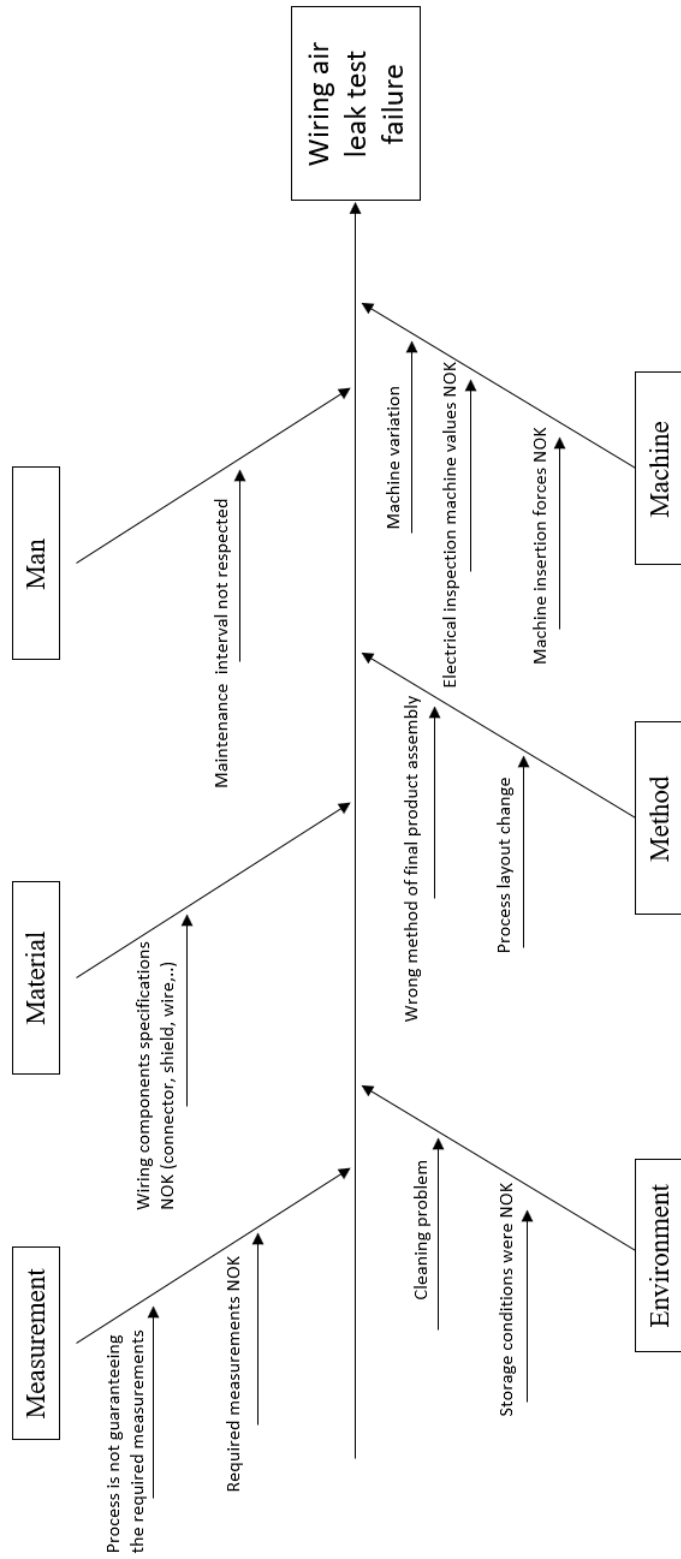 Measurement
Material
Man
Process is not guaranteeing
the required measurements
Required measurements NOK
Wiring components specifications
NOK (connector, shield, wire,..)
Maintenance interval not respected
Wiring air
leak test
failure
Cleaning problem
Storage conditions were NOK
Wrong method of final product assembly
Process layout change
Machine variation
Electrical inspection machine values NOK
Machine insertion forces NOK
Environment
Method
Machine